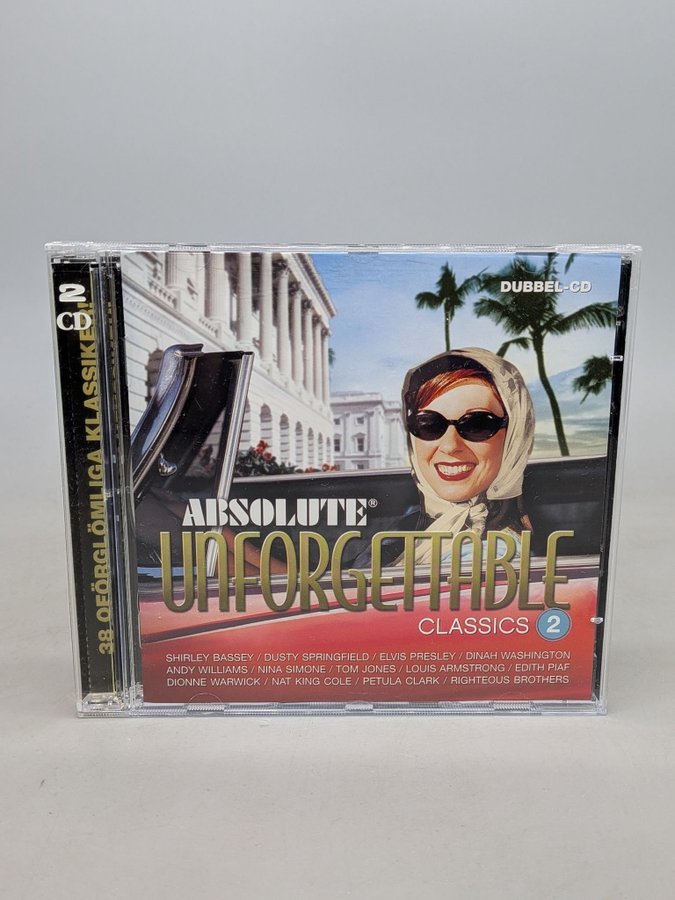 2
CD
38 OFÖRGLÖMLIGA KLASSIKER
DUBBEL-CD
ABSOLUTE®
UNFORGETTABLE
CLASSICS 2
SHIRLEY BASSEY / DUSTY SPRINGFIELD / ELVIS PRESLEY / DINAH WASHINGTON
ANDY WILLIAMS / NINA SIMONE / TOM JONES / LOUIS ARMSTRONG / EDITH PIAF
DIONNE WARWICK / NAT KING COLE / PETULA CLARK / RIGHTEOUS BROTHERS